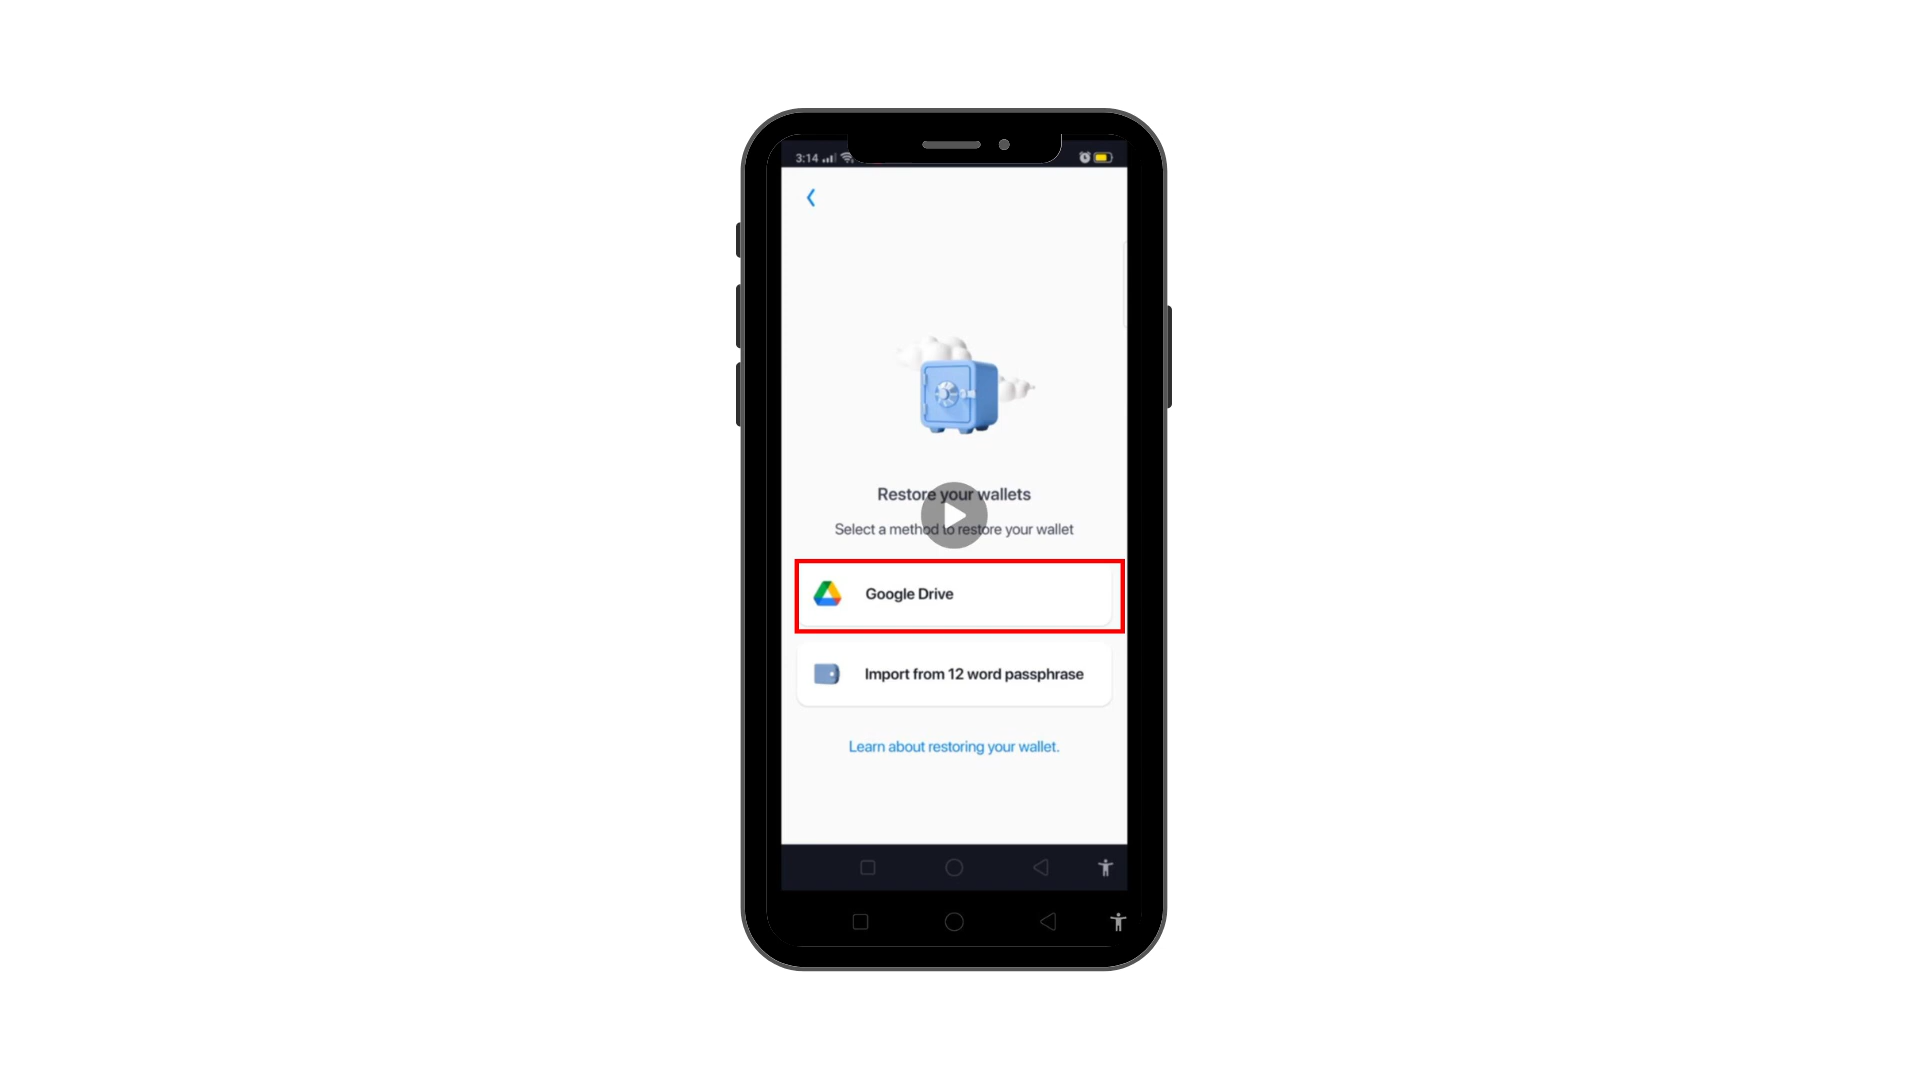 3:14
Restore your wallets
Select a method to restore your wallet
Google Drive
Import from 12 word passphrase
Learn about restoring your wallet.